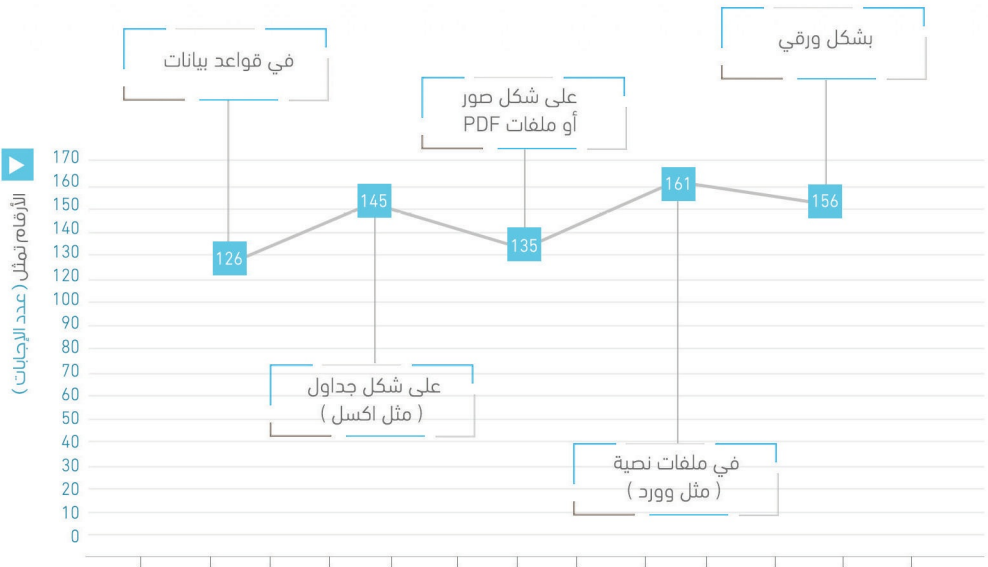 بشكل ورقي
في قواعد بيانات
على شكل صور
أو ملفات PDF
170
160
150
140
130
120
100
90
80
70
60
50
40
30
20
10
0
الأرقام تمثل ( عدد الإجابات )
126
145
135
161
156
على شكل جداول
( مثل اكسل )
في ملفات نصية
( مثل وورد )